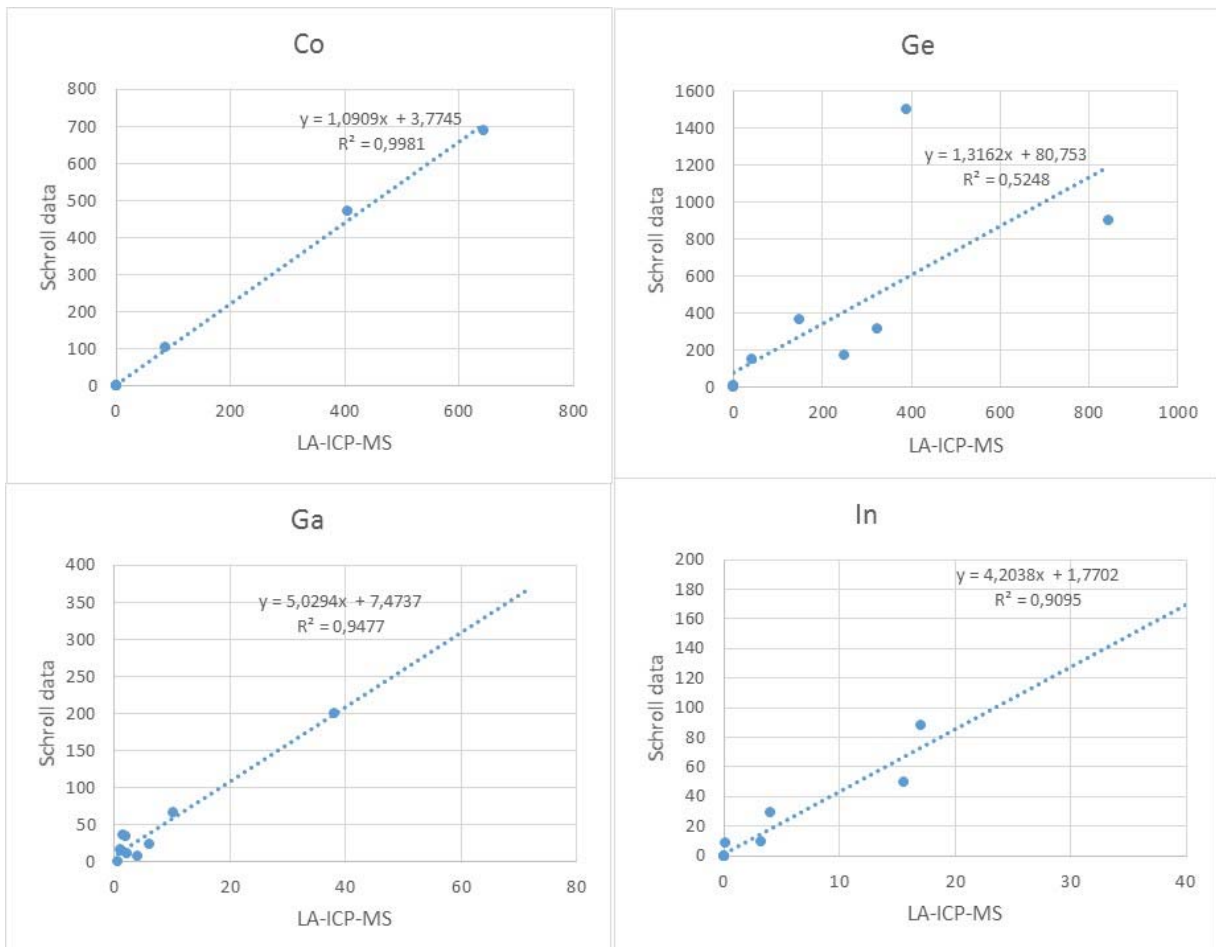 Co
800
700
600
500
400
300
200
100
0
y = 1,0909x + 3,7745
R² = 0,9981
Schroll data
0 200 400 600 800
LA-ICP-MS
Ge
1600
1400
1200
1000
800
600
400
200
0
y = 1,3162x + 80,753
R² = 0,5248
Schroll data
0 200 400 600 800 1000
LA-ICP-MS
Ga
400
350
300
250
200
150
100
50
0
y = 5,0294x + 7,4737
R² = 0,9477
Schroll data
0 20 40 60 80
LA-ICP-MS
In
200
180
160
140
120
100
80
60
40
20
0
y = 4,2038x + 1,7702
R² = 0,9095
Schroll data
0 10 20 30 40
LA-ICP-MS